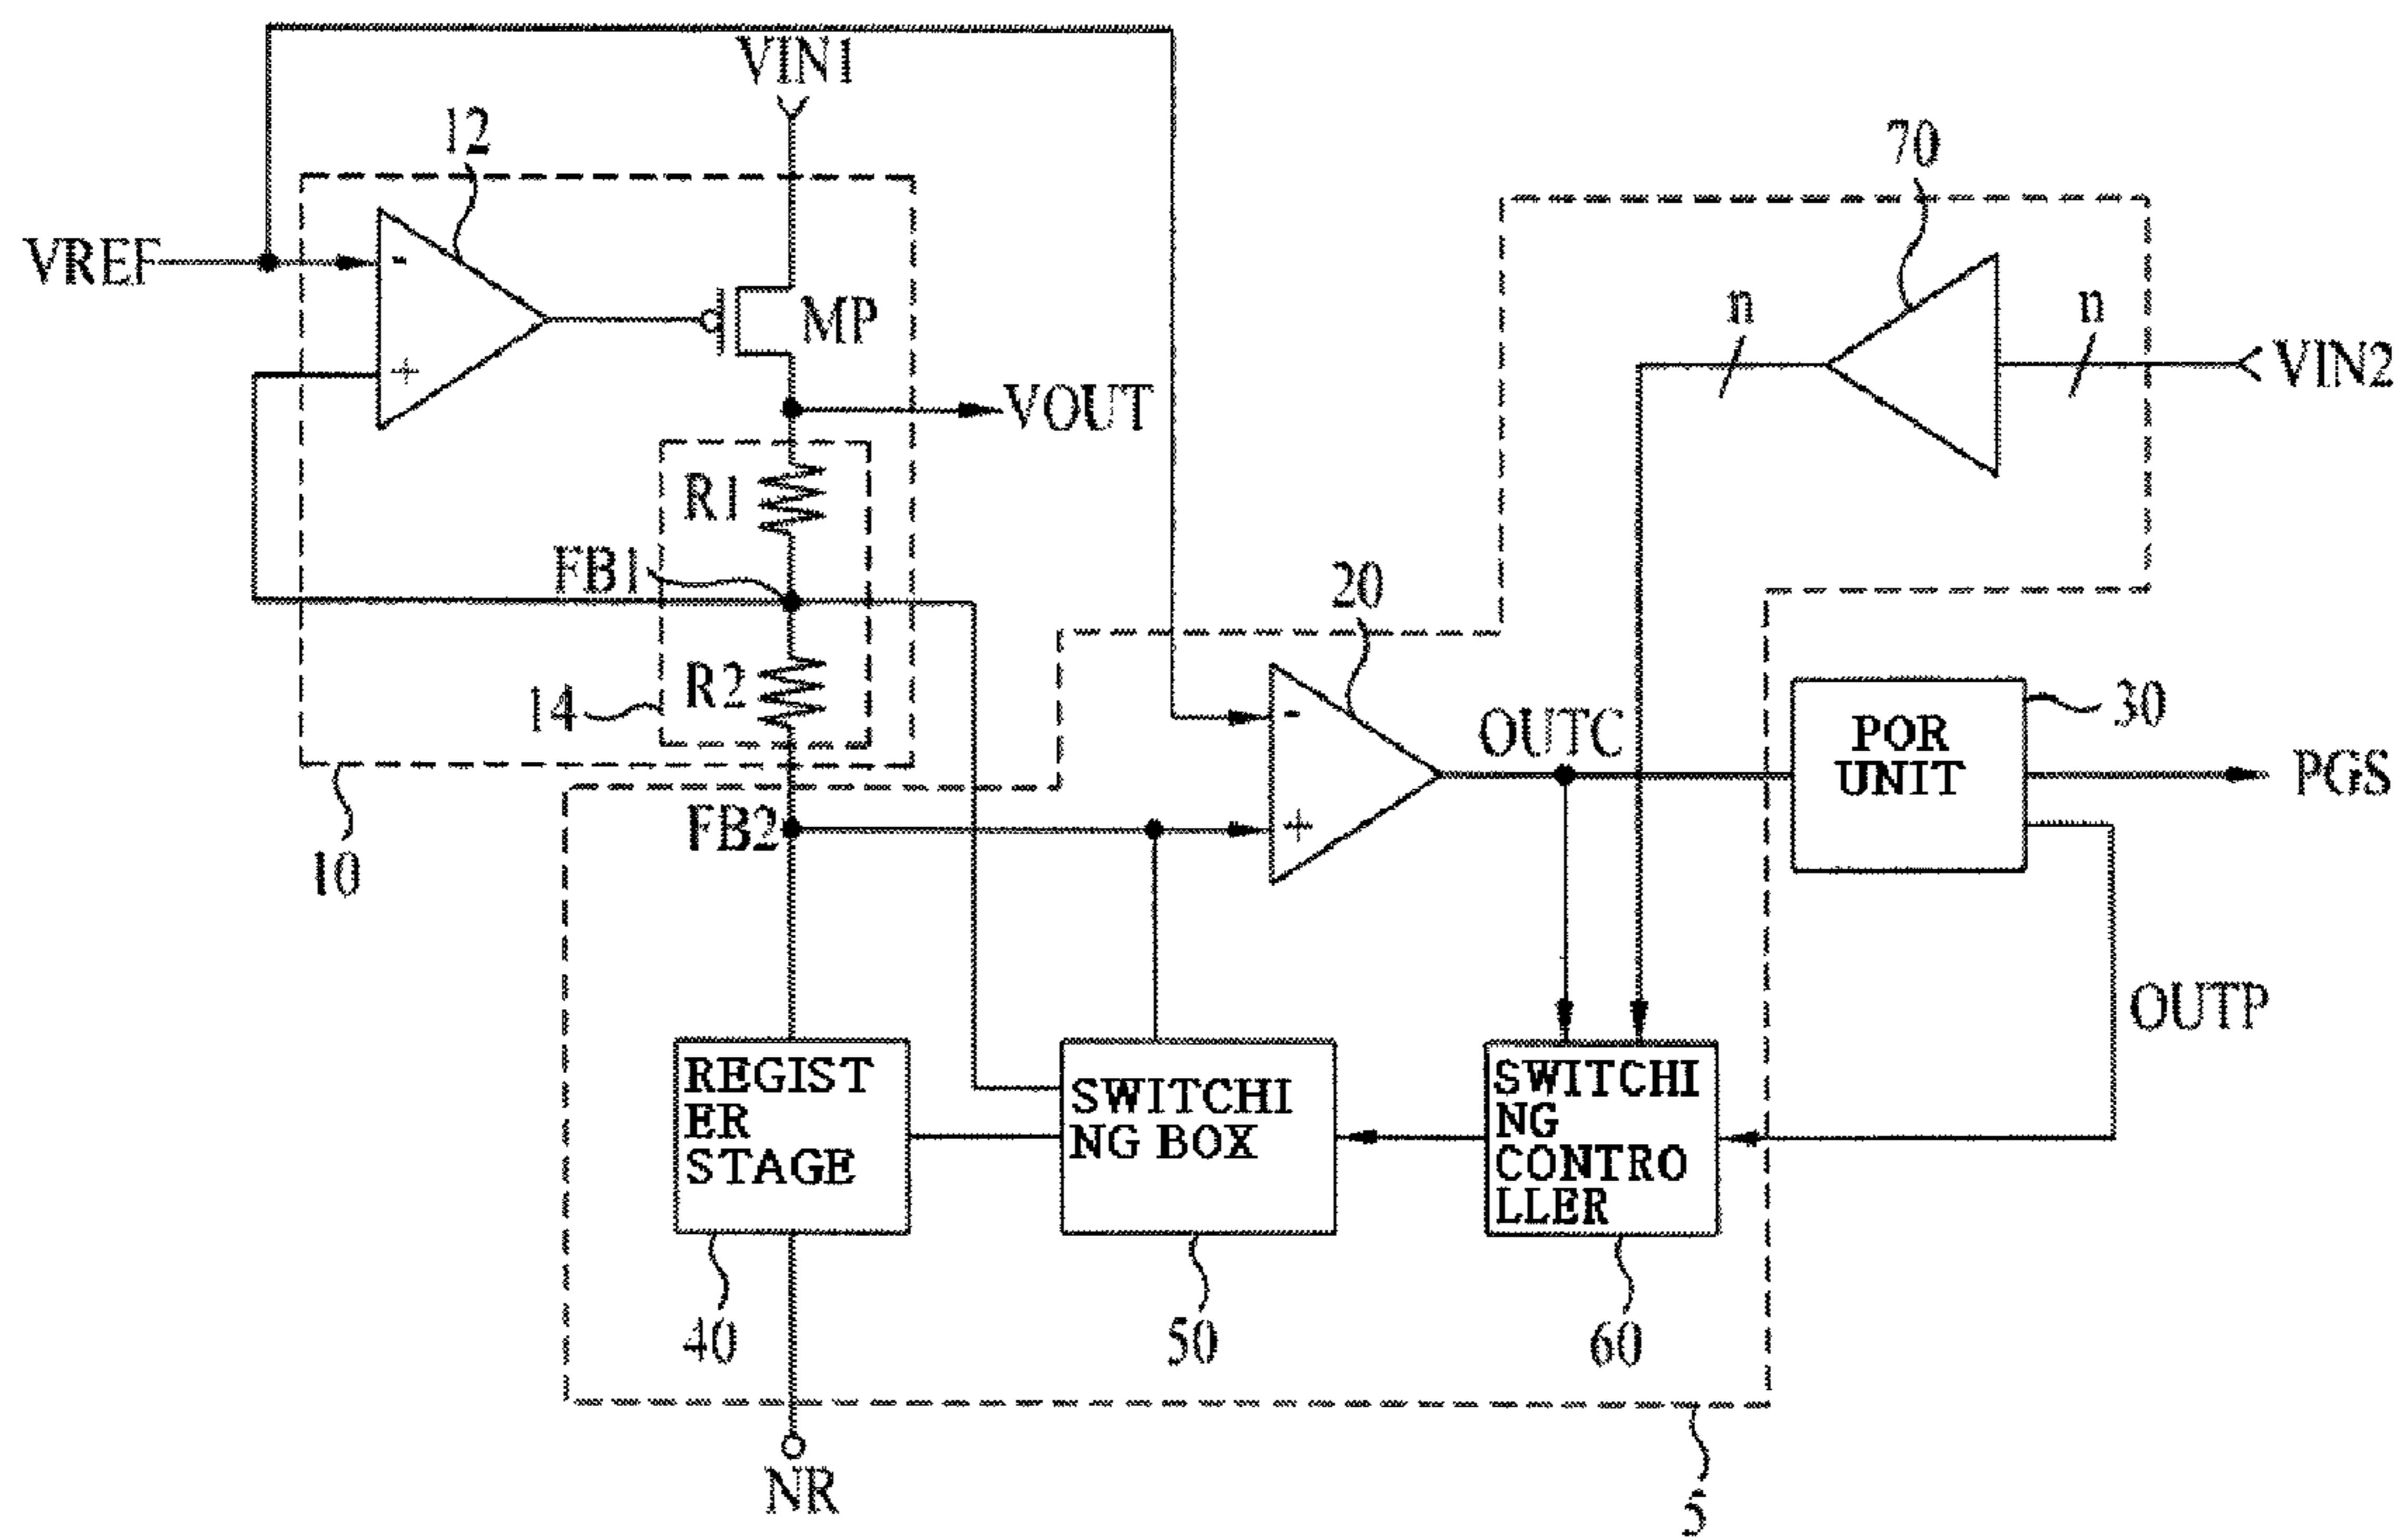 VIN1
12
70
VREF
-
+
MP
n
n
VIN2
VOUT
R1
FB1
20
R2
14
-
+
OUTC
POR
UNIT
30
PGS
10
FB2
OUTP
REGIST
ER
STAGE
SWITCHI
NG BOX
SWITCHI
NG
CONTRO
LLER
40
50
60
NR
5